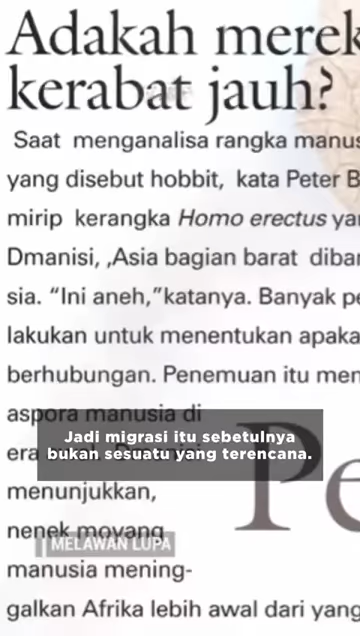 Adakah merek
kerabat jauh?
Saat menganalisa rangka manus
yang disebut hobbit, kata Peter B
mirip kerangka Homo erectus ya
Dmanisi, ,Asia bagian barat diba
sia. “Ini aneh,”katanya. Banyak pe
lakukan untuk menentukan apaka
berhubungan. Penemuan itu men
aspora manusia di
era
Jadi migrasi itu sebetulnya
bukan sesuatu yang terencana.
menunjukkan,
Pe
nenek moyang
MELAWAN LUPA
manusia mening-
galkan Afrika lebih awal dari yang